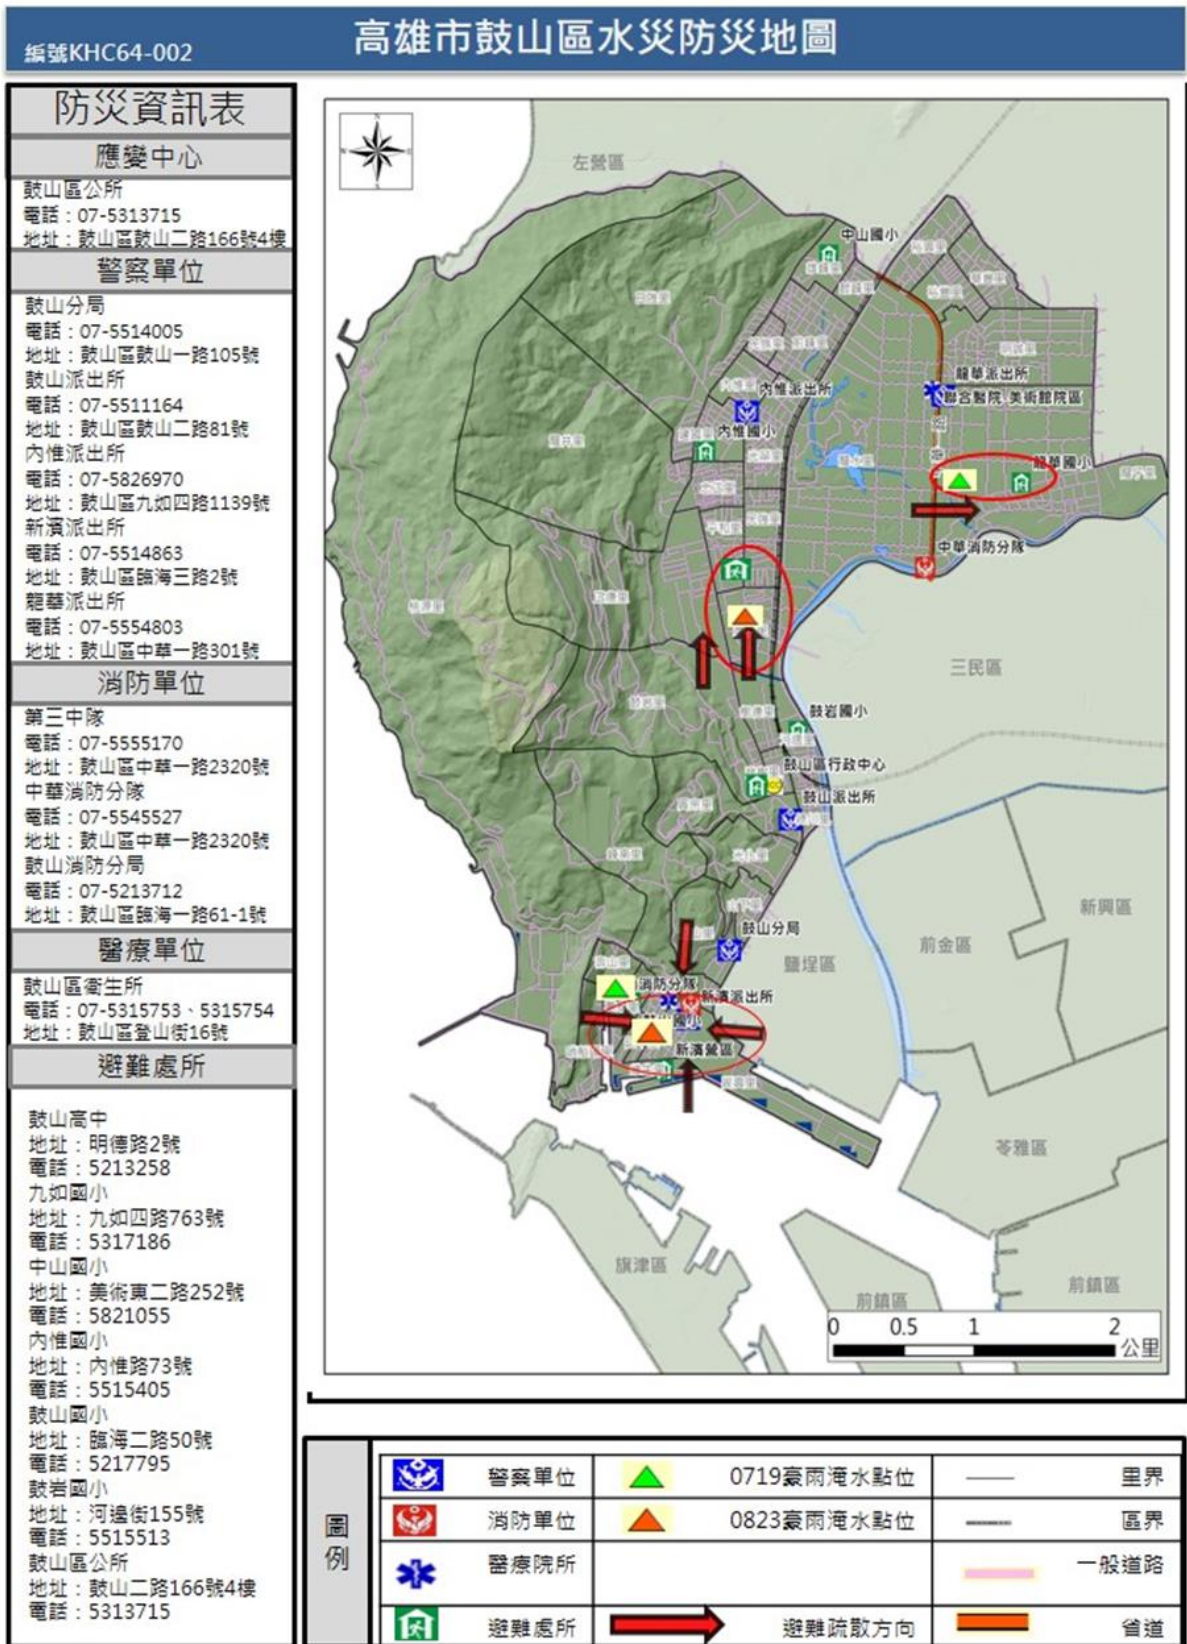 編號KHC64-002
高雄市鼓山區水災防災地圖
防災資訊表
應變中心
鼓山區公所
電話：07-5313715
地址：鼓山區鼓山二路166號4樓
警察單位
鼓山分局
電話：07-5514005
地址：鼓山區鼓山一路105號
鼓山派出所
電話：07-5511164
地址：鼓山區鼓山二路81號
內惟派出所
電話：07-5826970
地址：鼓山區九如四路1139號
新濱派出所
電話：07-5514863
地址：鼓山區臨海三路2號
龍華派出所
電話：07-5554803
地址：鼓山區中華一路301號
消防單位
第三中隊
電話：07-5555170
地址：鼓山區中華一路2320號
中華消防分隊
電話：07-5545527
地址：鼓山區中華一路2320號
鼓山消防分局
電話：07-5213712
地址：鼓山區臨海一路61-1號
醫療單位
鼓山區衛生所
電話：07-5315753、5315754
地址：鼓山區登山街16號
避難處所
鼓山高中
地址：明德路2號
電話：5213258
九如國小
地址：九如四路763號
電話：5317186
中山國小
地址：美術東二路252號
電話：5821055
內惟國小
地址：內惟路73號
電話：5515405
鼓山國小
地址：臨海二路50號
電話：5217795
鼓岩國小
地址：河邊街155號
電話：5515513
鼓山區公所
地址：鼓山二路166號4樓
電話：5313715
左營區
中山國小
龍華派出所
內惟派出所
聯合醫院 美術館院區
內惟國小
龍華國小
中華消防分隊
三民區
鼓岩國小
鼓山區行政中心
鼓山派出所
新興區
前金區
鼓山分局
鹽埕區
消防分隊
新濱派出所
國小
新濱營區
苓雅區
旗津區
前鎮區
前鎮區
0 0.5 1 2
公里
圖例
警察單位
0719豪雨淹水點位
里界
消防單位
0823豪雨淹水點位
區界
醫療院所
一般道路
避難處所
避難疏散方向
省道